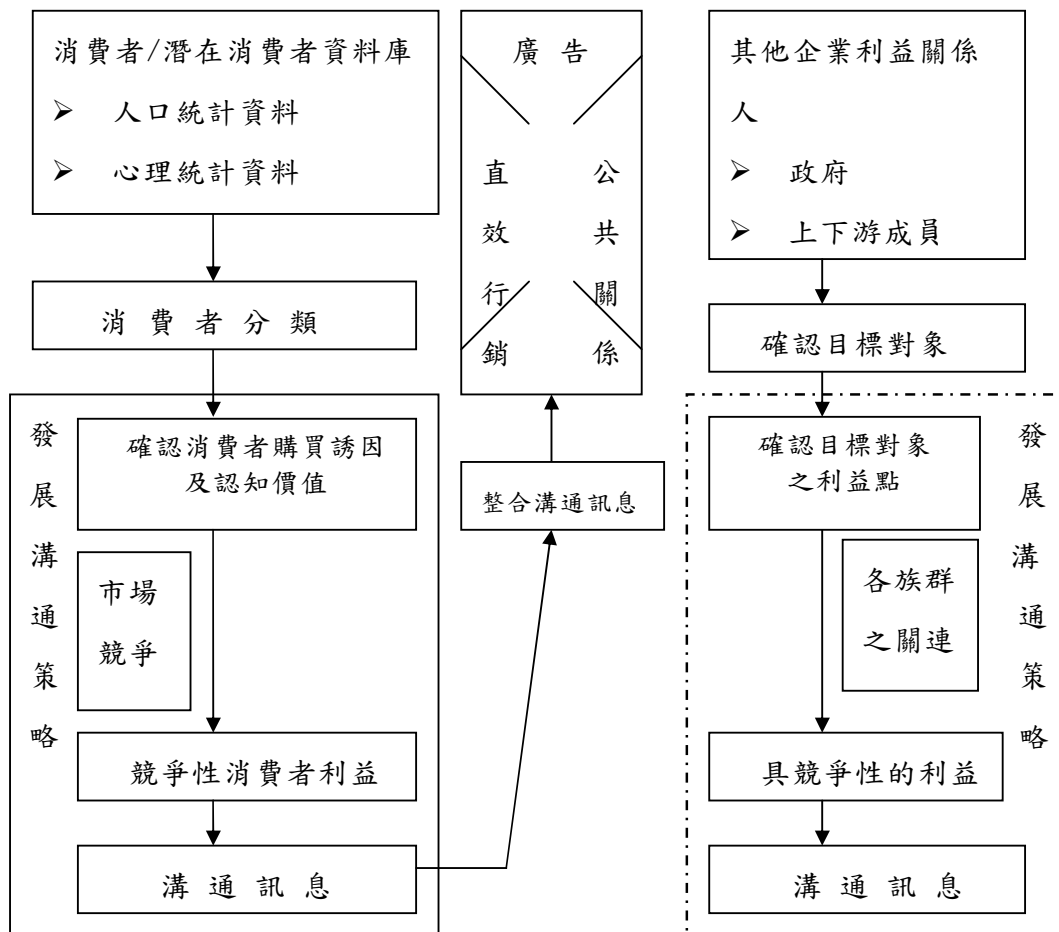 消費者/潛在消費者資料庫
➢ 人口統計資料
➢ 心理統計資料
消 費 者 分 類
發展溝通策略
確認消費者購買誘因
及認知價值
市場
競爭
競爭性消費者利益
溝 通 訊 息
廣 告
直效行銷
公共關係
整合溝通訊息
其他企業利益關係
人
➢ 政府
➢ 上下游成員
確認目標對象
確認目標對象
之利益點
各族群
之關連
發展溝通策略
具競爭性的利益
溝 通 訊 息